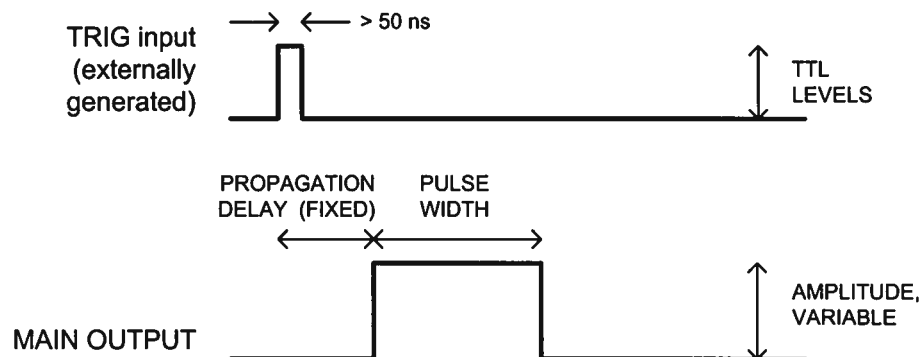 > 50 ns
TRIG input
(externally
generated)
TTL
LEVELS
PROPAGATION
DELAY (FIXED)
PULSE
WIDTH
AMPLITUDE,
VARIABLE
MAIN OUTPUT